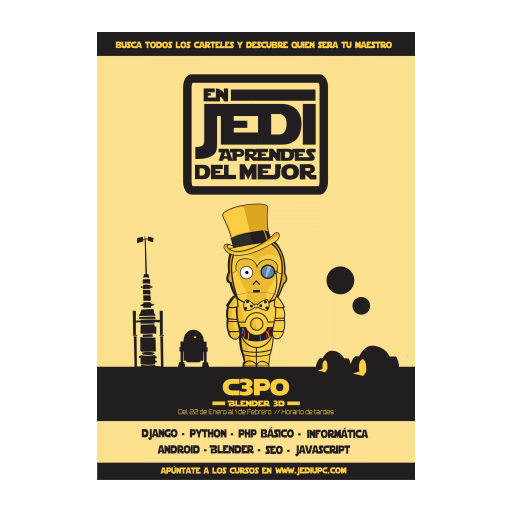 BUSCA TODOS LOS CARTELES Y DESCUBRE QUIEN SERA TU MAESTRO
EN
JEDI
APRENDES
DEL MEJOR
C3PO
BLENDER 3D
Del 22 de Enero al 1 de Febrero // Horario de tardes
DJANGO - PYTHON - PHP BÁSICO - INFORMÁTICA
ANDROID - BLENDER - SEO - JAVASCRIPT
APÚNTATE A LOS CURSOS EN WWW.JEDIUPC.COM